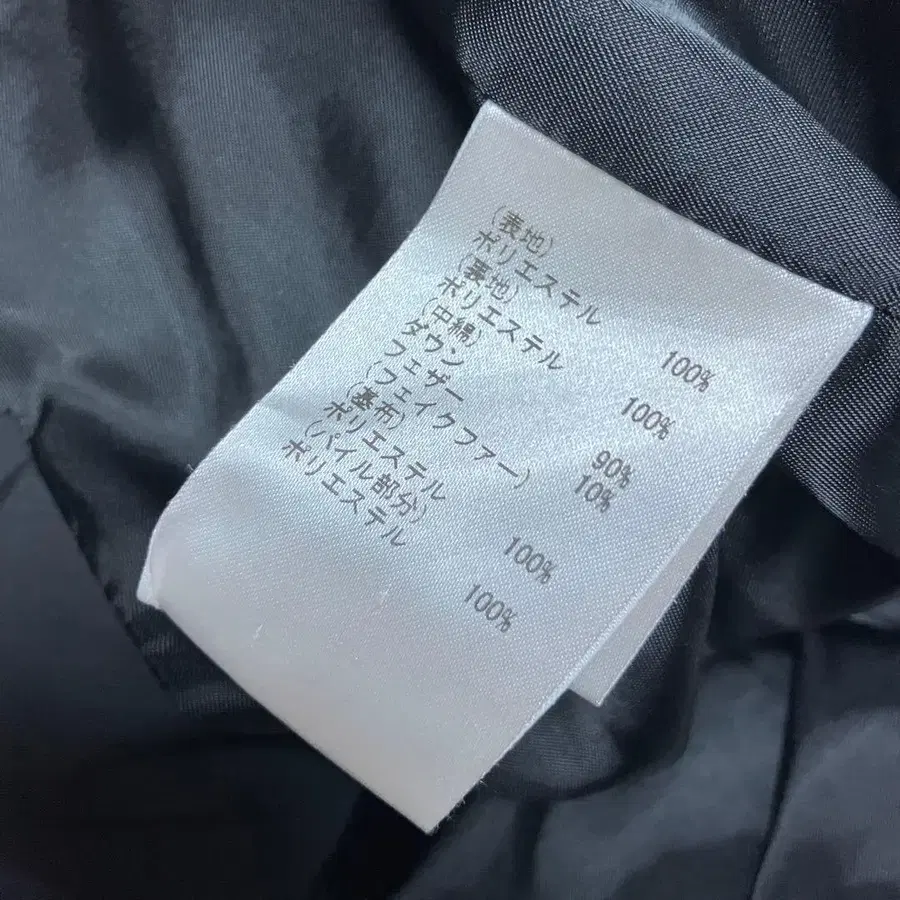 (表地)
ポリエステル 100%
(裏地)
ポリエステル 100%
(中綿)
ダウン 90%
フェザー 10%
(フェイクファー)
(基布)
ポリエステル 100%
(パイル部分)
ポリエステル 100%